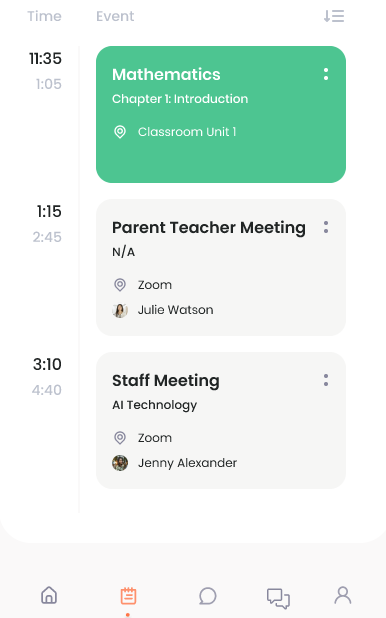 Time Event
11:35
1:05
Mathematics
Chapter 1: Introduction
Classroom Unit 1
1:15
2:45
Parent Teacher Meeting
N/A
Zoom
Julie Watson
3:10
4:40
Staff Meeting
AI Technology
Zoom
Jenny Alexander